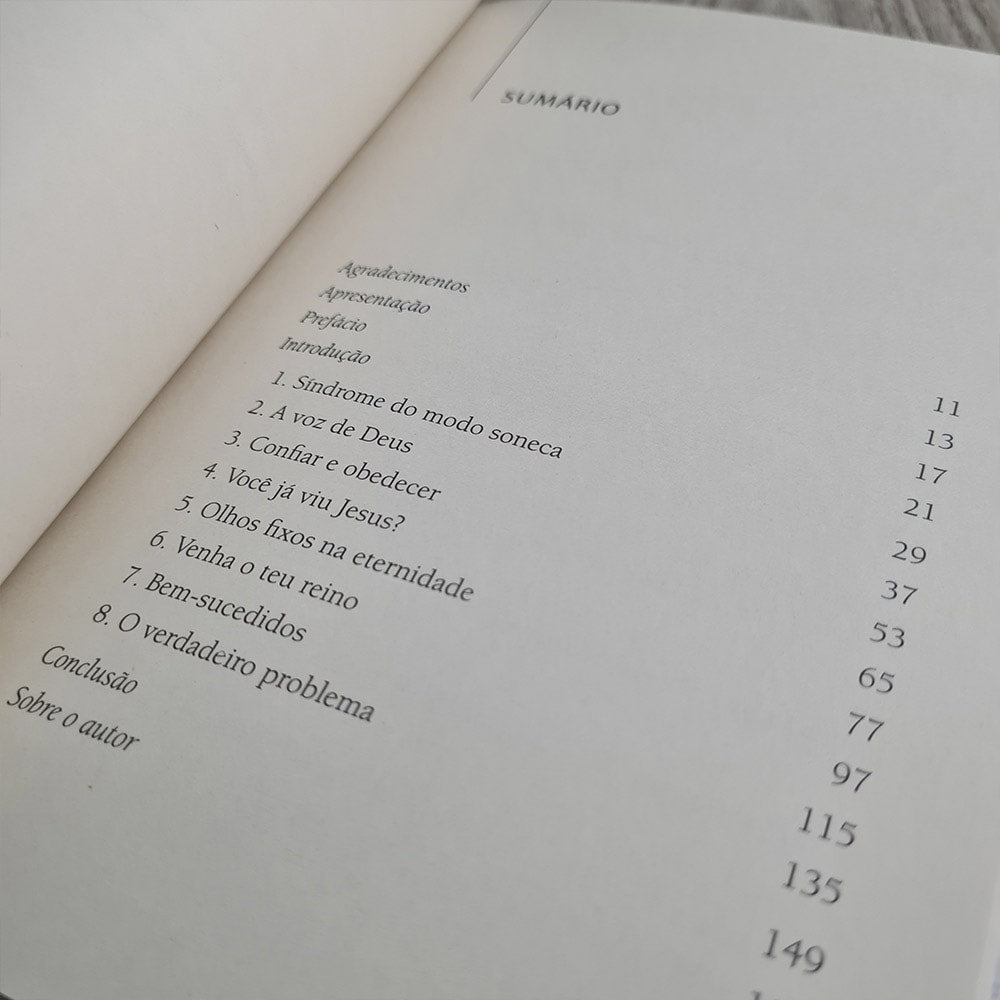 SUMÁRIO
Agradecimentos 11
Apresentação 13
Prefácio 17
Introdução 21
1. Síndrome do modo soneca 29
2. A voz de Deus 37
3. Confiar e obedecer 53
4. Você já viu Jesus? 65
5. Olhos fixos na eternidade 77
6. Venha o teu reino 97
7. Bem-sucedidos 115
8. O verdadeiro problema 135
Conclusão 149
Sobre o autor